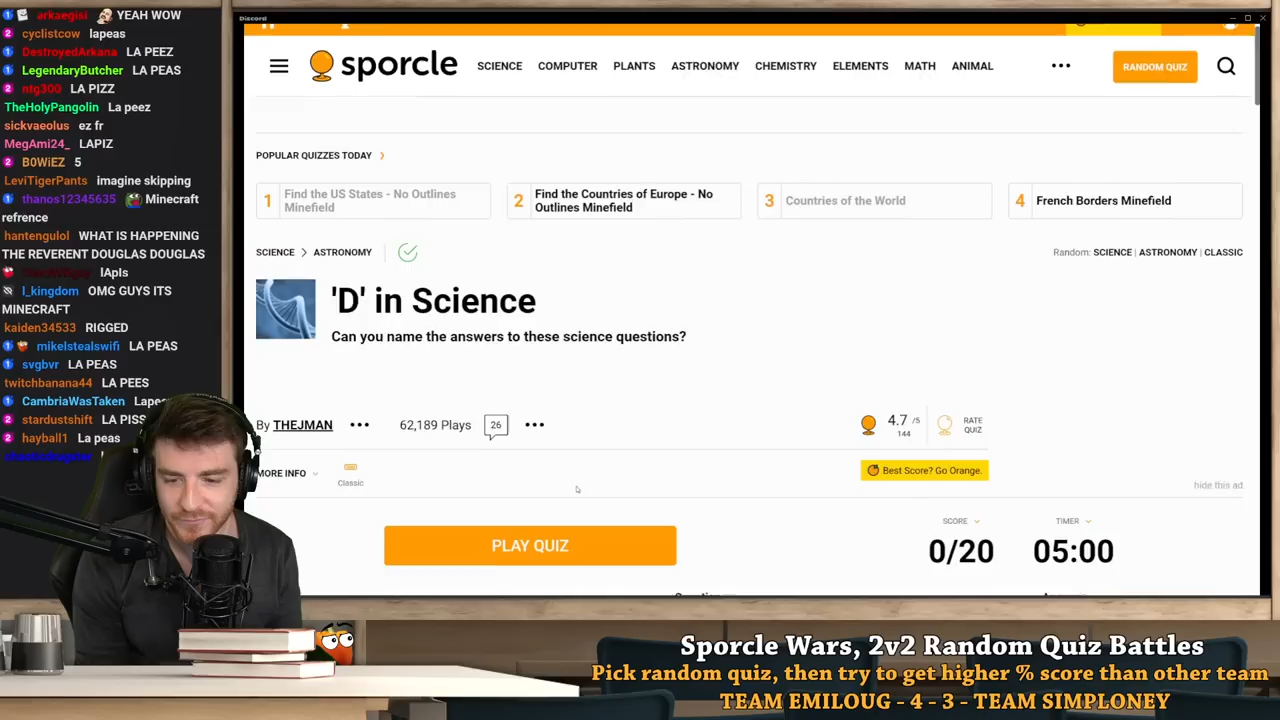 arkaegisi YEAH WOW
cyclistcow lapeas
DestroyedArkana LA PEEZ
LegendaryButcher LA PEAS
ntg300 LA PIZZ
TheHolyPangolin La peez
sickvaeolus ez fr
MegAmi24_ LAPIZ
B0WiEZ 5
LeviTigerPants imagine skipping
thanos12345635 Minecraft
refrence
hantengulol WHAT IS HAPPENING
THE REVERENT DOUGLAS DOUGLAS
lApIs
l_kingdom OMG GUYS ITS
MINECRAFT
kaiden34533 RIGGED
mikelstealswifi LA PEAS
svgbvr LA PEAS
twitchbanana44 LA PEES
CambriaWasTaken Lape
stardustshift LA PISS
hayball1 La peas
Discord
sporcle
SCIENCE COMPUTER PLANTS ASTRONOMY CHEMISTRY ELEMENTS MATH ANIMAL
RANDOM QUIZ
POPULAR QUIZZES TODAY
1 Find the US States - No Outlines
Minefield
2 Find the Countries of Europe - No
Outlines Minefield
3 Countries of the World
4 French Borders Minefield
SCIENCE > ASTRONOMY
Random: SCIENCE | ASTRONOMY | CLASSIC
'D' in Science
Can you name the answers to these science questions?
By THEJMAN ••• 62,189 Plays 26 •••
4.7 /5
144
RATE
QUIZ
MORE INFO
Classic
Best Score? Go Orange.
hide this ad
PLAY QUIZ
SCORE
0/20
TIMER
05:00
Sporcle Wars, 2v2 Random Quiz Battles
Pick random quiz, then try to get higher % score than other team
TEAM EMILOUG - 4 - 3 - TEAM SIMPLONEY